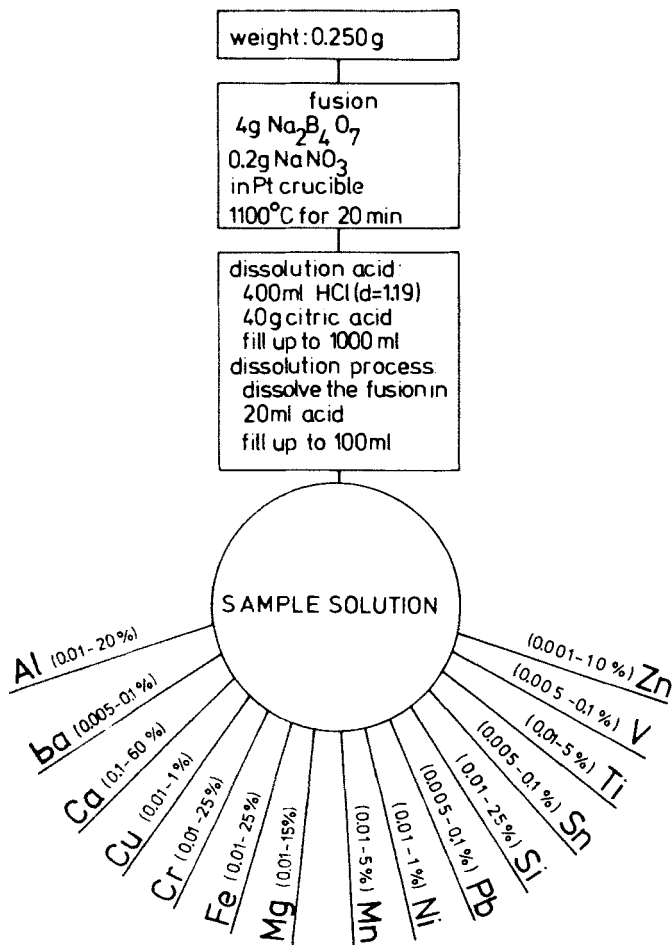 weight: 0.250 g
fusion
4g Na₂B₄O₇
0.2g NaNO₃
in Pt crucible
1100°C for 20 min
dissolution acid:
400ml HCl (d=1.19)
40g citric acid
fill up to 1000 ml
dissolution process:
dissolve the fusion in
20ml acid
fill up to 100ml
SAMPLE SOLUTION
Al (0.01-20%)
ba (0.005-0.1%)
Ca (0.1-60%)
Cu (0.01-1%)
Cr (0.01-25%)
Fe (0.01-25%)
Mg (0.01-15%)
(0.01-5%) Mn
(0.01-1%) Ni
(0.005-0.1%) Pb
(0.01-25%) Si
(0.005-0.1%) Sn
(0.01-5%) Ti
(0.005-0.1%) V
(0.001-10%) Zn